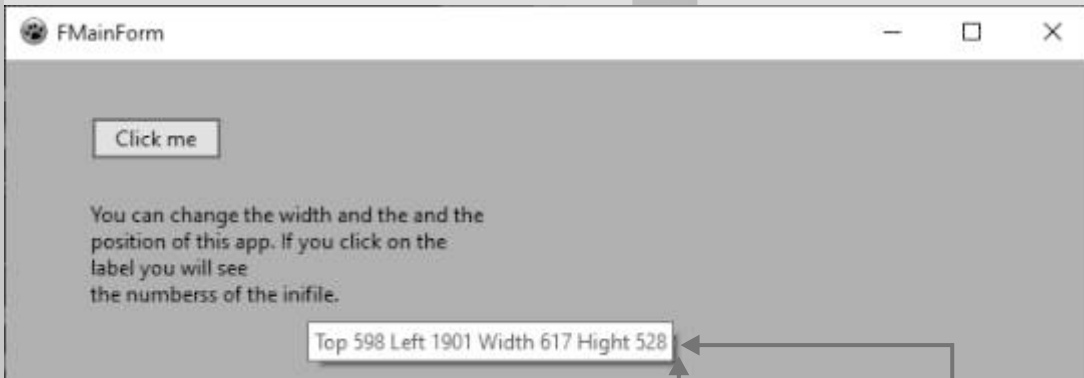 FMainForm
Click me
You can change the width and the and the
position of this app. If you click on the
label you will see
the numberss of the inifile.
Top 598 Left 1901 Width 617 Hight 528